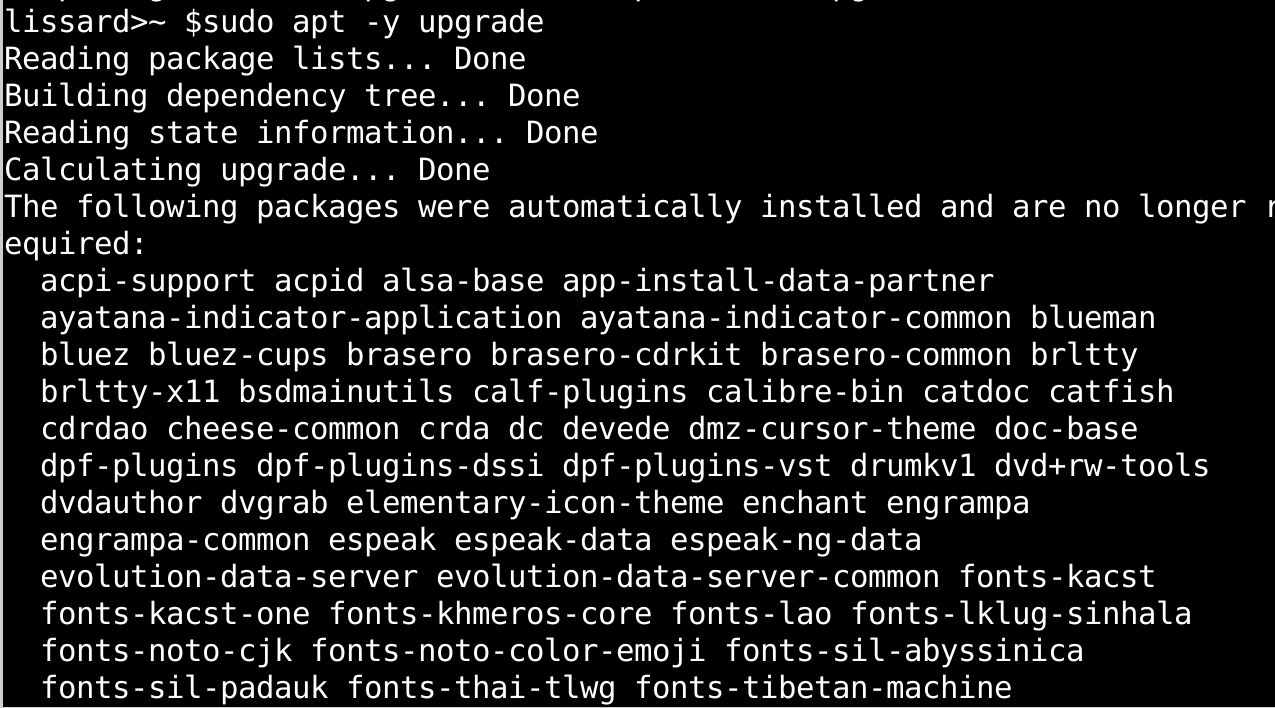 lissard>~ $sudo apt -y upgrade
Reading package lists... Done
Building dependency tree... Done
Reading state information... Done
Calculating upgrade... Done
The following packages were automatically installed and are no longer r
equired:
  acpi-support acpid alsa-base app-install-data-partner
  ayatana-indicator-application ayatana-indicator-common blueman
  bluez bluez-cups brasero brasero-cdrkit brasero-common brltty
  brltty-x11 bsdmainutils calf-plugins calibre-bin catdoc catfish
  cdrdao cheese-common crda dc devede dmz-cursor-theme doc-base
  dpf-plugins dpf-plugins-dssi dpf-plugins-vst drumkv1 dvd+rw-tools
  dvdauthor dvgrab elementary-icon-theme enchant engrampa
  engrampa-common espeak espeak-data espeak-ng-data
  evolution-data-server evolution-data-server-common fonts-kacst
  fonts-kacst-one fonts-khmeros-core fonts-lao fonts-lklug-sinhala
  fonts-noto-cjk fonts-noto-color-emoji fonts-sil-abyssinica
  fonts-sil-padauk fonts-thai-tlwg fonts-tibetan-machine